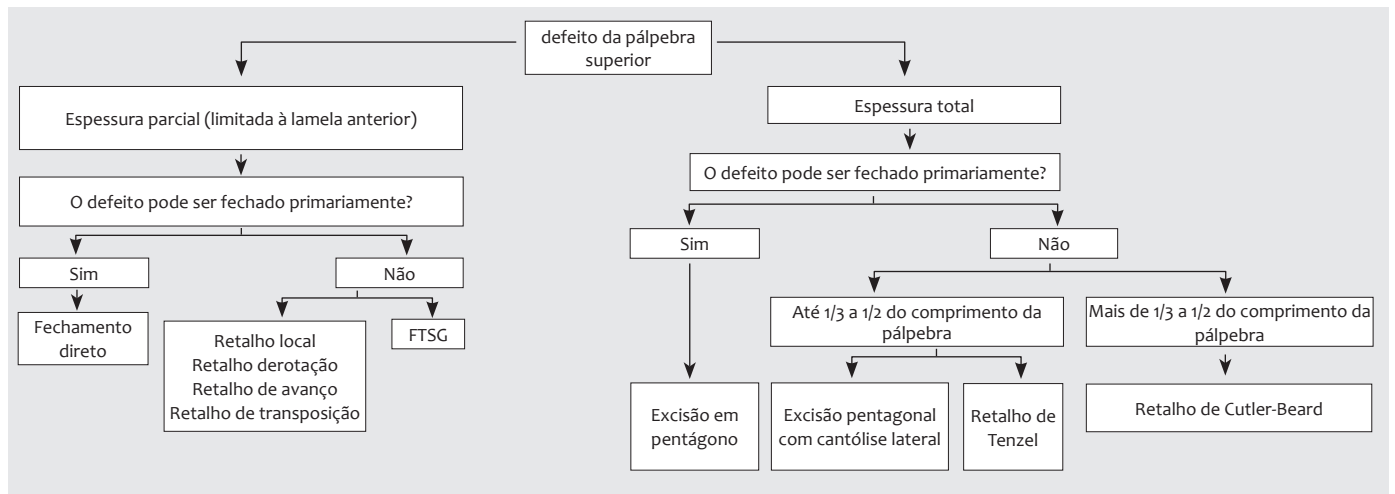 defeito da pálpebra
superior
Espessura parcial (limitada à lamela anterior)
O defeito pode ser fechado primariamente?
Sim
Não
Fechamento
direto
Retalho local
Retalho derotação
Retalho de avanço
Retalho de transposição
FTSG
Espessura total
O defeito pode ser fechado primariamente?
Sim
Não
Até 1/3 a 1/2 do comprimento da
pálpebra
Mais de 1/3 a 1/2 do comprimento da
pálpebra
Excisão em
pentágono
Excisão pentagonal
com cantólise lateral
Retalho de
Tenzel
Retalho de Cutler-Beard